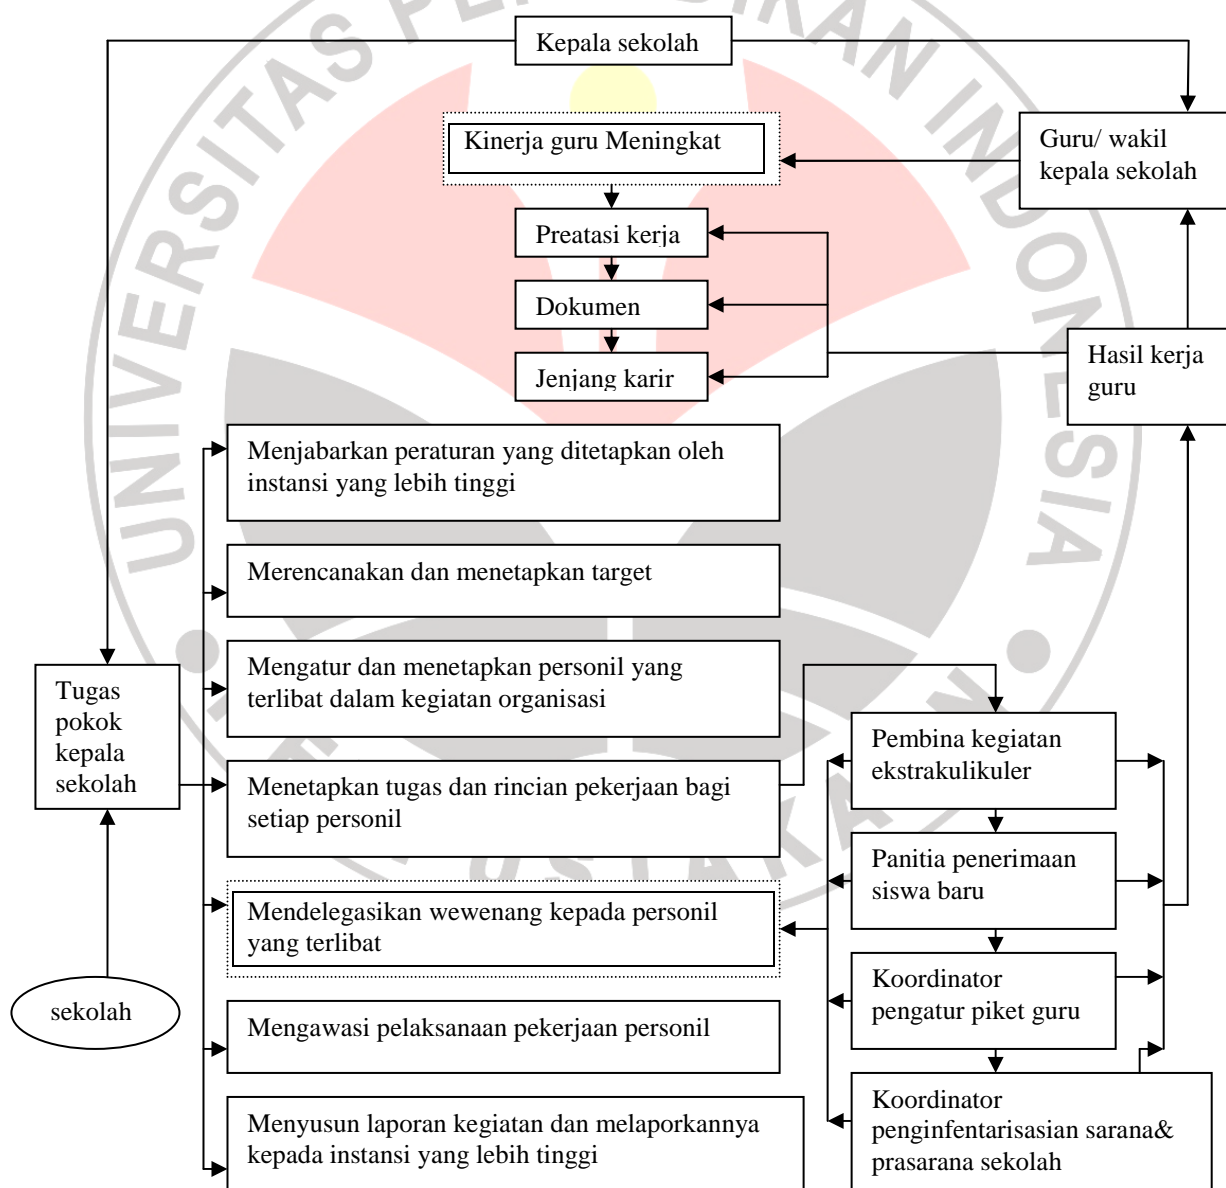 Kepala sekolah
Kinerja guru Meningkat
Guru/ wakil
kepala sekolah
Preatasi kerja
Dokumen
Jenjang karir
Hasil kerja
guru
Menjabarkan peraturan yang ditetapkan oleh
instansi yang lebih tinggi
Merencanakan dan menetapkan target
Mengatur dan menetapkan personil yang
terlibat dalam kegiatan organisasi
Tugas
pokok
kepala
sekolah
Menetapkan tugas dan rincian pekerjaan bagi
setiap personil
Mendelegasikan wewenang kepada personil
yang terlibat
sekolah
Mengawasi pelaksanaan pekerjaan personil
Menyusun laporan kegiatan dan melaporkannya
kepada instansi yang lebih tinggi
Pembina kegiatan
ekstrakulikuler
Panitia penerimaan
siswa baru
Koordinator
pengatur piket guru
Koordinator
penginfentarisasian sarana&
prasarana sekolah
UNIVERSITAS PENDIDIKAN INDONESIA